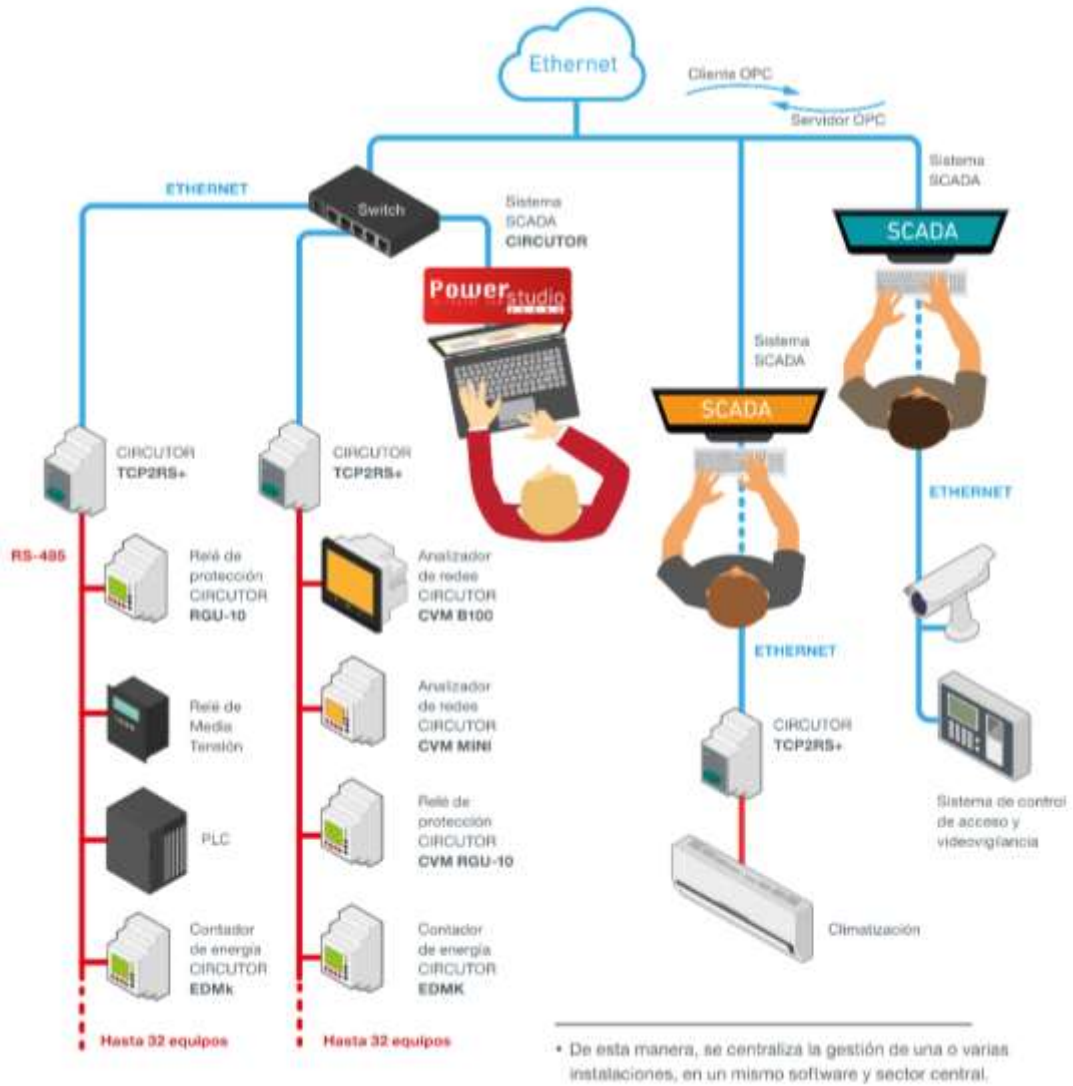 Ethernet
Cliente OPC
Servidor OPC
Sistema
SCADA
SCADA
ETHERNET
Switch
Sistema
SCADA
CIRCUTOR
Power studio
SCADA
Sistema
SCADA
SCADA
CIRCUTOR
TCP2RS+
CIRCUTOR
TCP2RS+
ETHERNET
RS-485
Relé de
protección
CIRCUTOR
RGU-10
Analizador
de redes
CIRCUTOR
CVM B100
ETHERNET
Relé de
Media
Tensión
Analizador
de redes
CIRCUTOR
CVM MINI
CIRCUTOR
TCP2RS+
Sistema de control
de acceso y
videovigilancia
PLC
Relé de
protección
CIRCUTOR
CVM RGU-10
Climatización
Contador
de energía
CIRCUTOR
EDMk
Contador
de energía
CIRCUTOR
EDMK
Hasta 32 equipos
Hasta 32 equipos
• De esta manera, se centraliza la gestión de una o varias
instalaciones, en un mismo software y sector central.